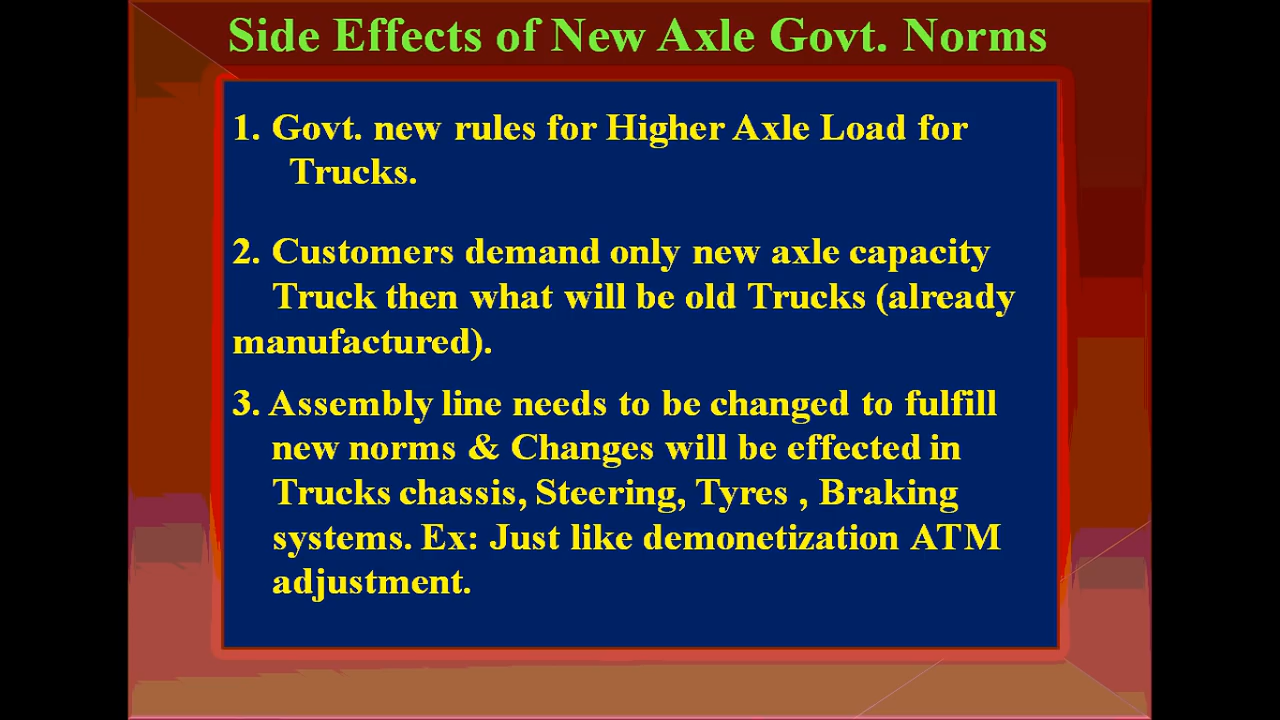 Side Effects of New Axle Govt. Norms
1. Govt. new rules for Higher Axle Load for
Trucks.
2. Customers demand only new axle capacity
Truck then what will be old Trucks (already
manufactured).
3. Assembly line needs to be changed to fulfill
new norms & Changes will be effected in
Trucks chassis, Steering, Tyres , Braking
systems. Ex: Just like demonetization ATM
adjustment.